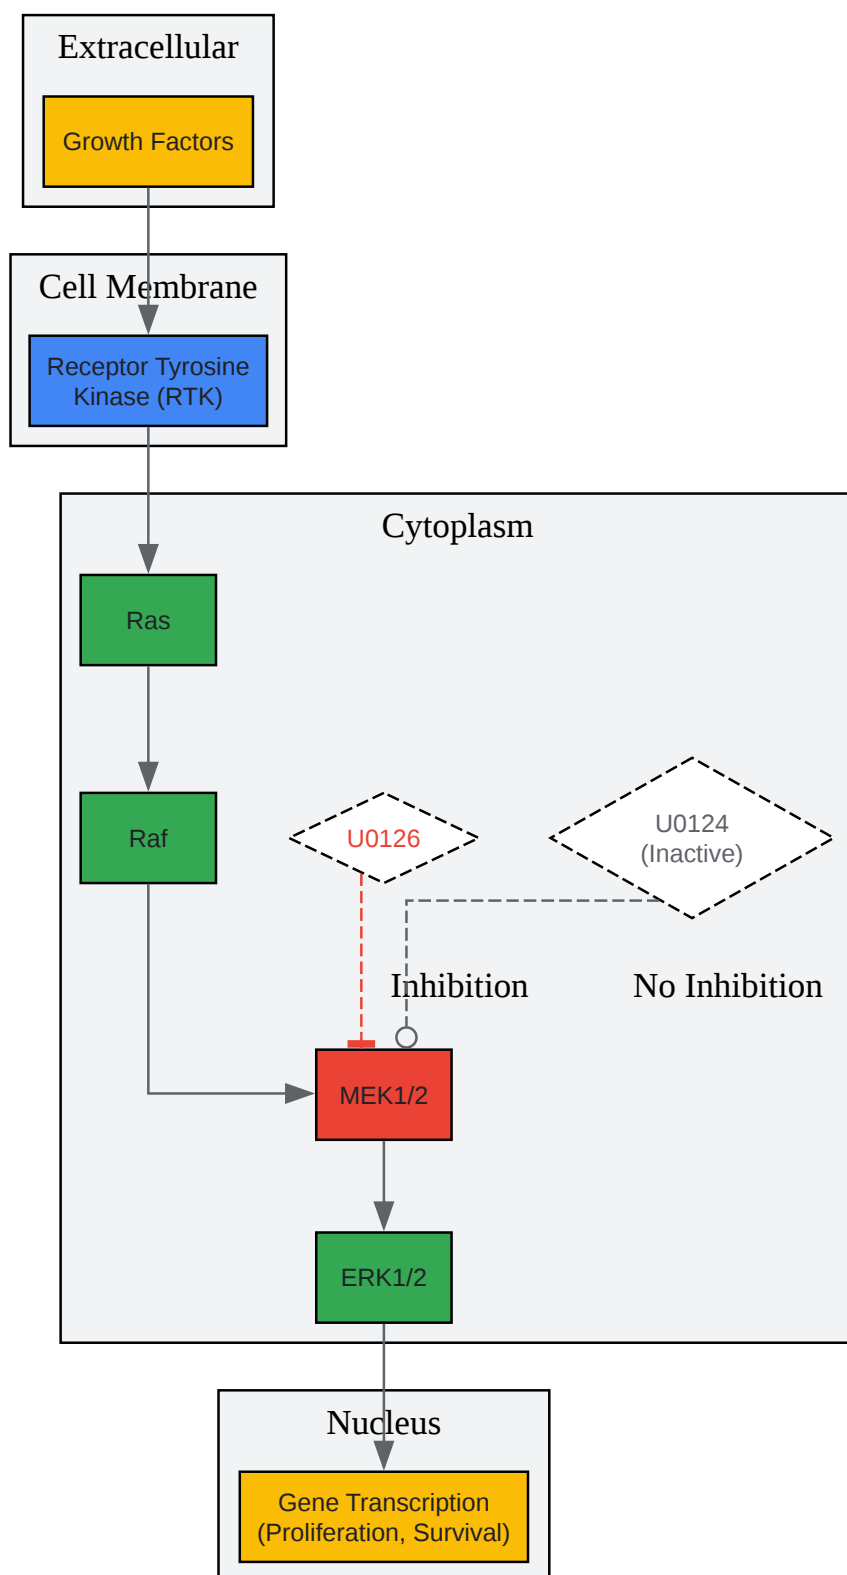 Extracellular
Growth Factors
Cell Membrane
Receptor Tyrosine
Kinase (RTK)
Cytoplasm
Ras
Raf
U0126
U0124
(Inactive)
Inhibition
No Inhibition
MEK1/2
ERK1/2
Nucleus
Gene Transcription
(Proliferation, Survival)